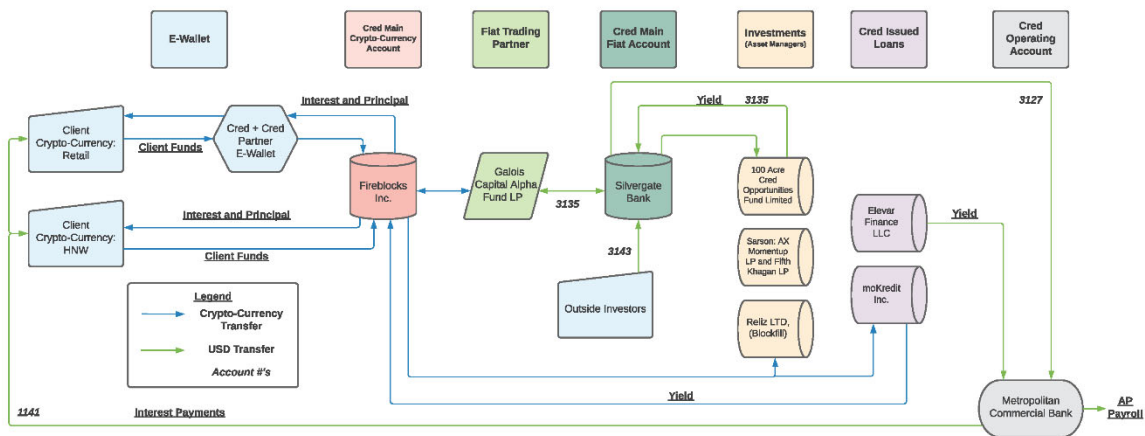 E-Wallet
Cred Main
Crypto-Currency
Account
Fiat Trading
Partner
Cred Main
Fiat Account
Investments
(Asset Managers)
Cred Issued
Loans
Cred
Operating
Account
Interest and Principal
Yield
3135
3127
Client
Crypto-Currency:
Retail
Client Funds
Cred + Cred
Partner
E-Wallet
Fireblocks
Inc.
Galois
Capital Alpha
Fund LP
3135
Silvergate
Bank
100 Acre
Cred
Opportunities
Fund Limited
Client
Crypto-Currency:
HNW
Interest and Principal
Client Funds
3143
Sarson: AX
Momentup
LP and Fifth
Khagan LP
Elevar
Finance
LLC
Yield
Legend
Crypto-Currency
Transfer
USD Transfer
Account #'s
Outside Investors
Reliz LTD,
(Blockfill)
moKredit
Inc.
1141
Interest Payments
Yield
Metropolitan
Commercial Bank
AP
Payroll